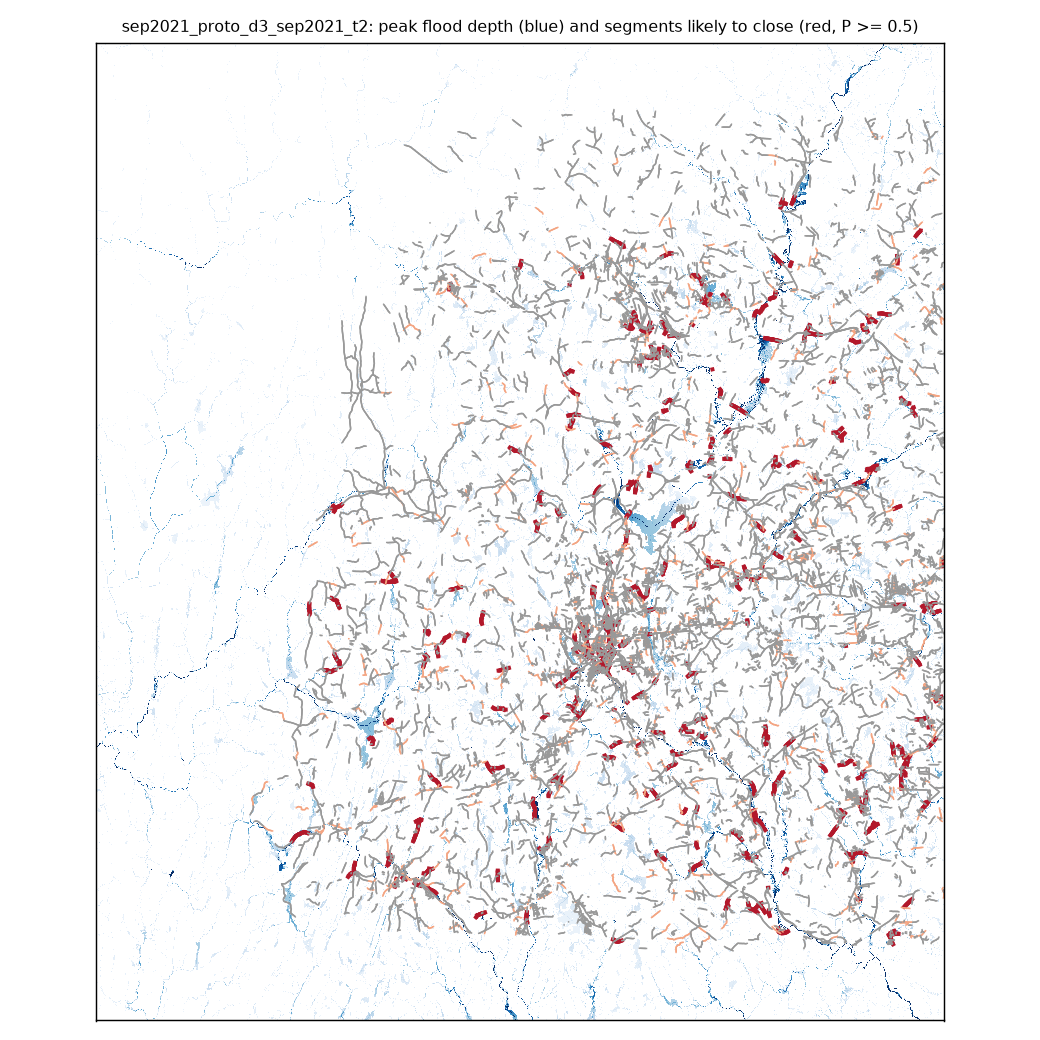 sep2021_proto_d3_sep2021_t2: peak flood depth (blue) and segments likely to close (red, P >= 0.5)